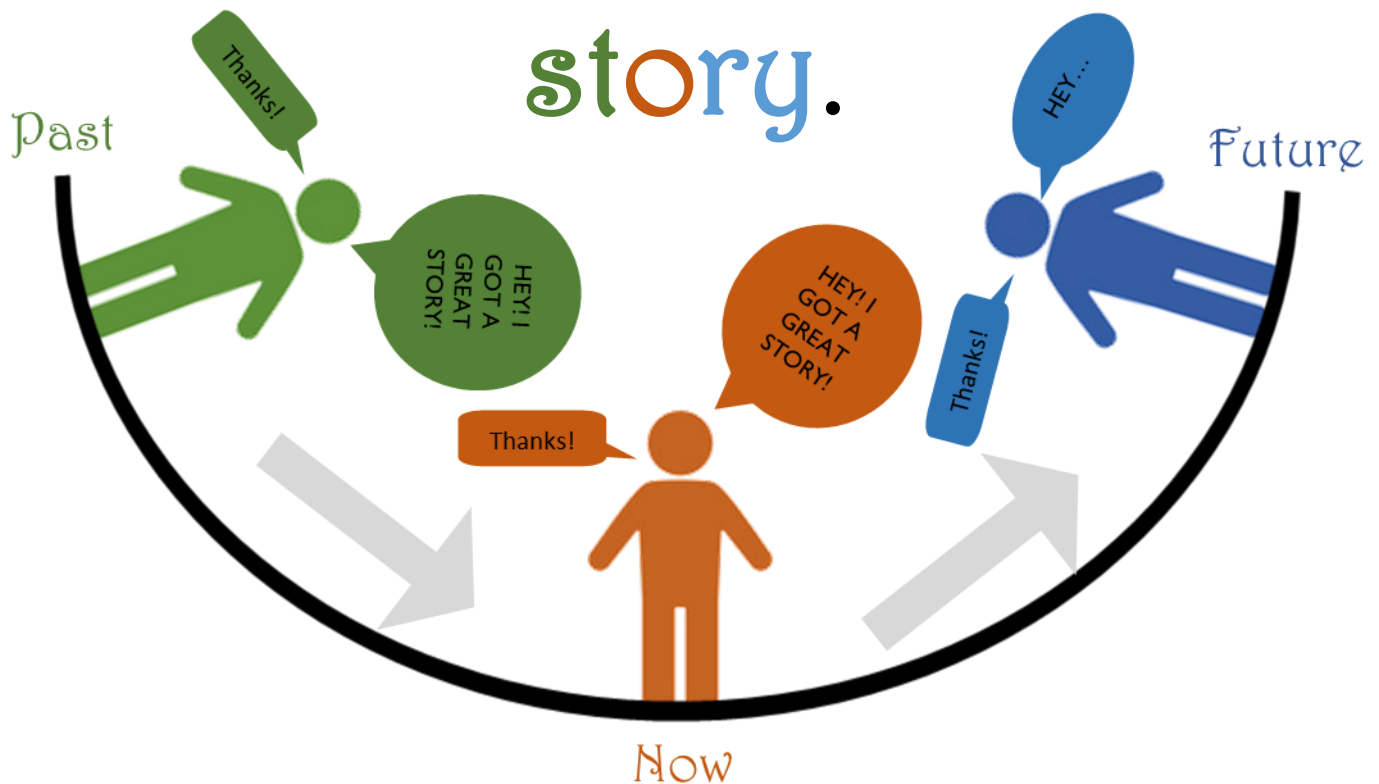 story.
Past
Thanks!
HEY! I
GOT A
GREAT
STORY!
Thanks!
HEY! I
GOT A
GREAT
STORY!
Now
HEY...
Thanks!
Future